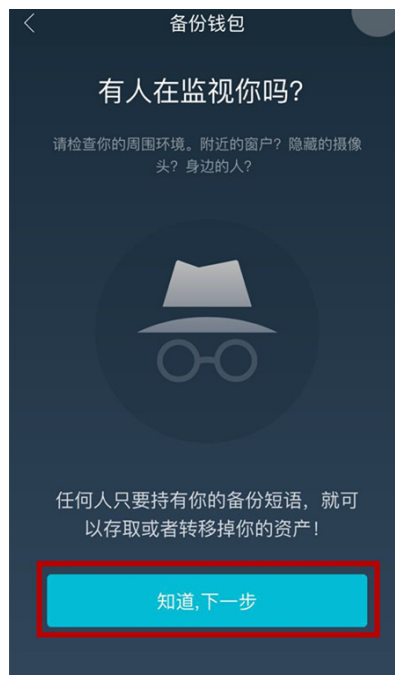 备份钱包
有人在监视你吗?
请检查你的周围环境。附近的窗户? 隐藏的摄像
头? 身边的人?
任何人只要持有你的备份短语，就可
以存取或者转移掉你的资产!
知道,下一步